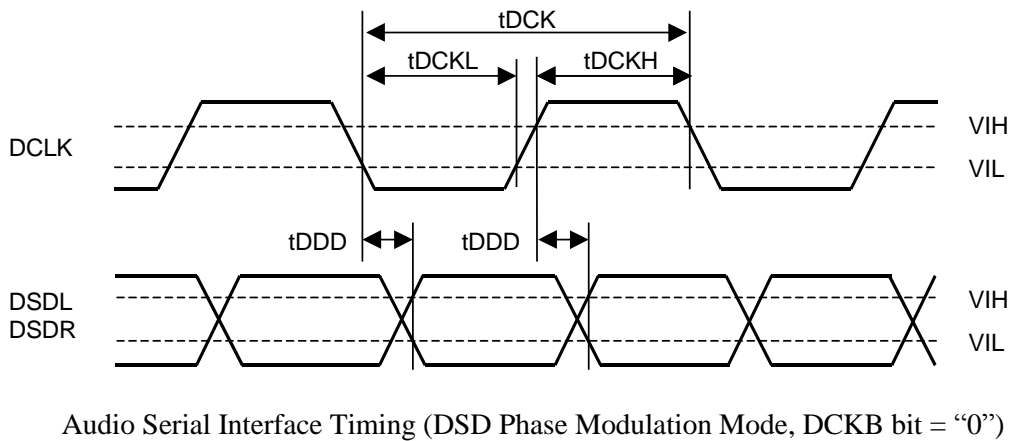 tDCK
tDCKL
tDCKH
DCLK
VIH
VIL
tDDD
tDDD
DSDL
DSDR
VIH
VIL
Audio Serial Interface Timing (DSD Phase Modulation Mode, DCKB bit = “0”)